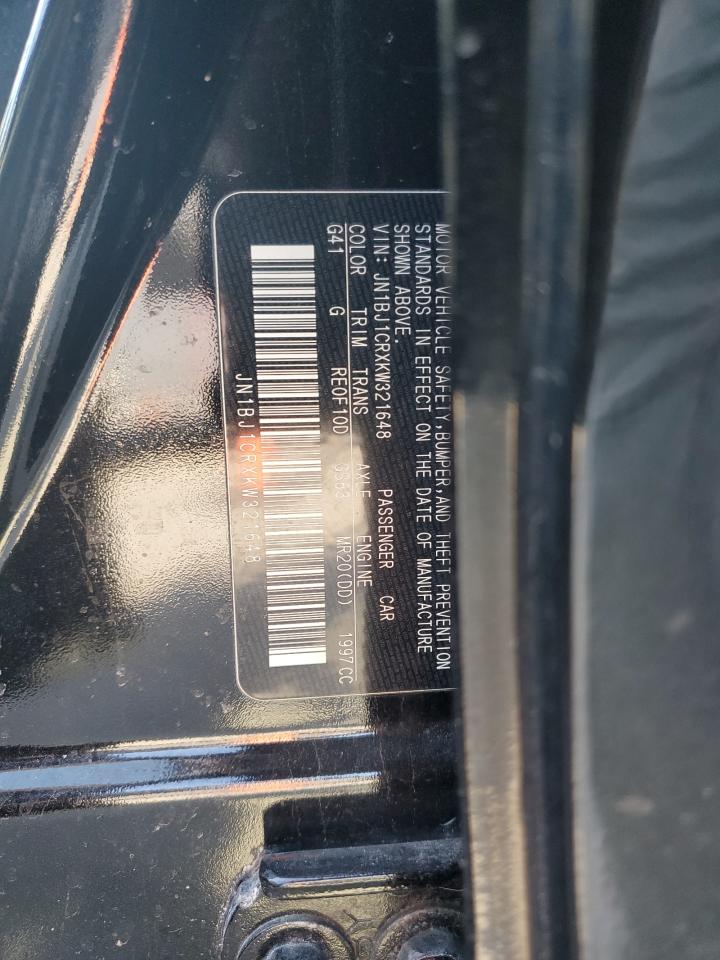 MOTOR VEHICLE SAFETY, BUMPER, AND THEFT PREVENTION
STANDARDS IN EFFECT ON THE DATE OF MANUFACTURE
SHOWN ABOVE.
VIN: JN1BJ1CRXKW321648 PASSENGER CAR
COLOR TRIM TRANS AXLE ENGINE
G41 G RE0F10D 9S53 MR20(DD) 1997CC
JN1BJ1CRXKW321648